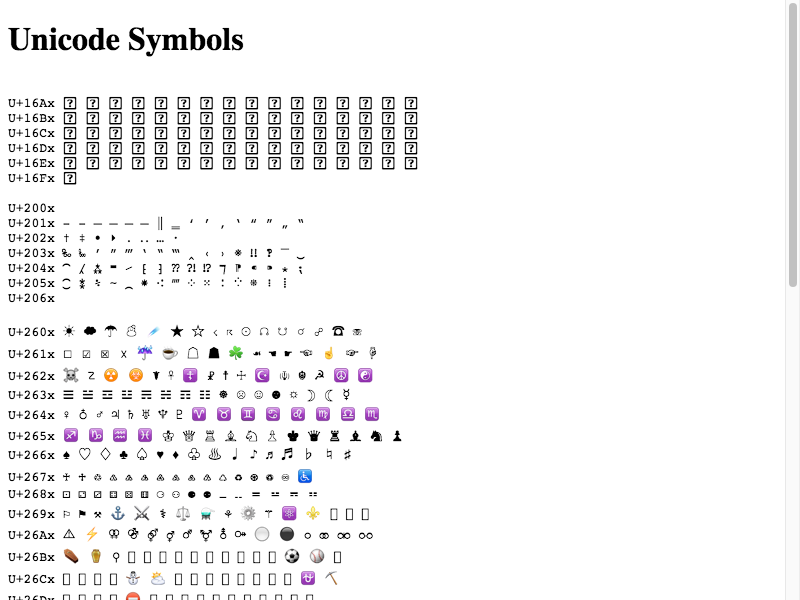 Unicode Symbols
U+16Ax
U+16Bx
U+16Cx
U+16Dx
U+16Ex
U+16Fx
U+200x
U+201x ‐ ‑ ‒ – — ― ‖ ‗ ‘ ’ ‚ ‛ “ ” „ ‟
U+202x † ‡ • ‣ ․ ‥ … ‧
U+203x ‰ ‱ ′ ″ ‴ ‵ ‶ ‷ ‸ ‹ › ※ ‼ ‽ ‾ ‿
U+204x ⁀ ⁁ ⁂ ⁃ ⁄ ⁅ ⁆ ⁇ ⁈ ⁉ ⁊ ⁋ ⁌ ⁍ ⁎ ⁏
U+205x ⁐ ⁑ ⁒ ⁓ ⁔ ⁕ ⁖ ⁗ ⁘ ⁙ ⁚ ⁛ ⁜ ⁝ ⁞
U+206x
U+260x ☀ ☁ ☂ ☃ ☄ ★ ☆ ☇ ☈ ☉ ☊ ☋ ☌ ☍ ☎ ☏
U+261x ☐ ☑ ☒ ☓ ☔ ☕ ☖ ☗ ☘ ☙ ☚ ☛ ☜ ☝ ☞ ☟
U+262x ☠ ☡ ☢ ☣ ☤ ☥ ☦ ☧ ☨ ☩ ☪ ☫ ☬ ☭ ☮ ☯
U+263x ☰ ☱ ☲ ☳ ☴ ☵ ☶ ☷ ☸ ☹ ☺ ☻ ☼ ☽ ☾ ☿
U+264x ♀ ♁ ♂ ♃ ♄ ♅ ♆ ♇ ♈ ♉ ♊ ♋ ♌ ♍ ♎ ♏
U+265x ♐ ♑ ♒ ♓ ♔ ♕ ♖ ♗ ♘ ♙ ♚ ♛ ♜ ♝ ♞ ♟
U+266x ♠ ♡ ♢ ♣ ♤ ♥ ♦ ♧ ♨ ♩ ♪ ♫ ♬ ♭ ♮ ♯
U+267x ♰ ♱ ♲ ♳ ♴ ♵ ♶ ♷ ♸ ♹ ♺ ♻ ♼ ♽ ♾ ♿
U+268x ⚀ ⚁ ⚂ ⚃ ⚄ ⚅ ⚆ ⚇ ⚈ ⚉ ⚊ ⚋ ⚌ ⚍ ⚎ ⚏
U+269x ⚐ ⚑ ⚒ ⚓ ⚔ ⚕ ⚖ ⚗ ⚘ ⚙ ⚚ ⚛ ⚜
U+26Ax ⚠ ⚡ ⚢ ⚣ ⚤ ⚥ ⚦ ⚧ ⚨ ⚩ ⚪ ⚫ ⚬ ⚭ ⚮ ⚯
U+26Bx ⚰ ⚱ ⚲ ⚽ ⚾
U+26Cx ⛄ ⛅ ⛎ ⛏
U+26Dx ⛔